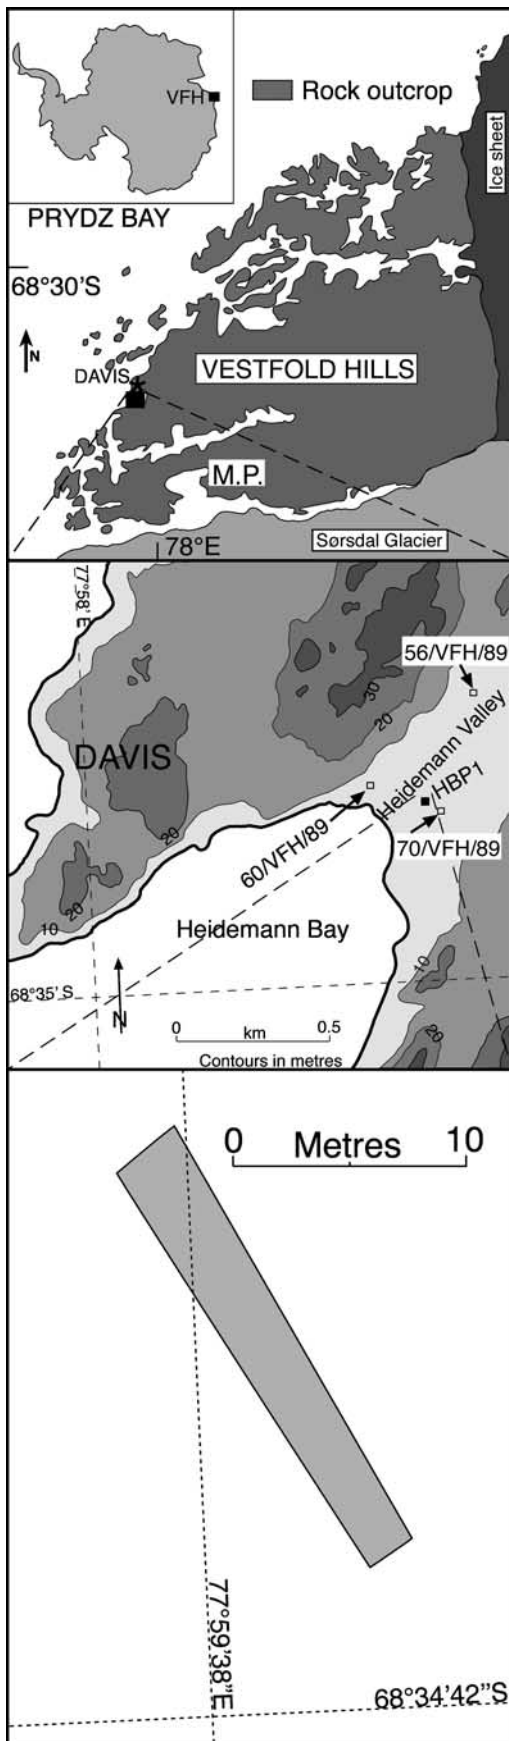 VFH
Rock outcrop
Ice sheet
PRYDZ BAY
68°30'S
N
DAVIS
VESTFOLD HILLS
M.P.
Sørsdal Glacier
78°E
77°58' E
56/VFH/89
30
20
Heidemann Valley
DAVIS
HBP1
20
60/VFH/89
70/VFH/89
20
10
Heidemann Bay
10
68°35' S
N
0 0.5
km
20
Contours in metres
0 Metres 10
77°59'38"E
68°34'42"S